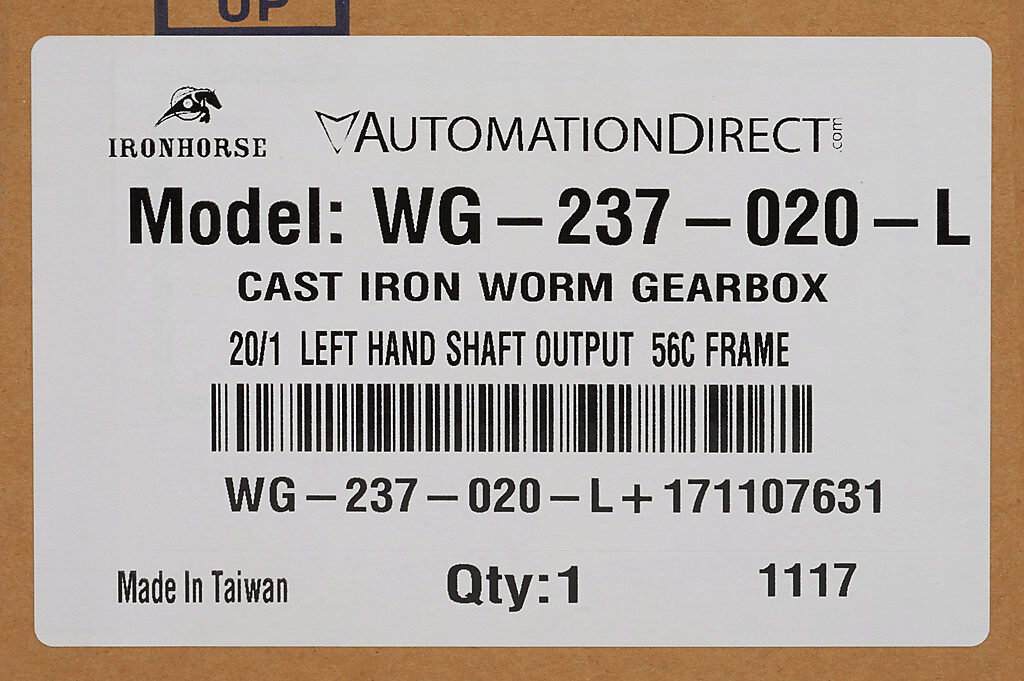 UP
IRONHORSE
AUTOMATIONDIRECT.com
Model: WG-237-020-L
CAST IRON WORM GEARBOX
20/1 LEFT HAND SHAFT OUTPUT 56C FRAME
WG-237-020-L+171107631
Made In Taiwan Qty:1 1117